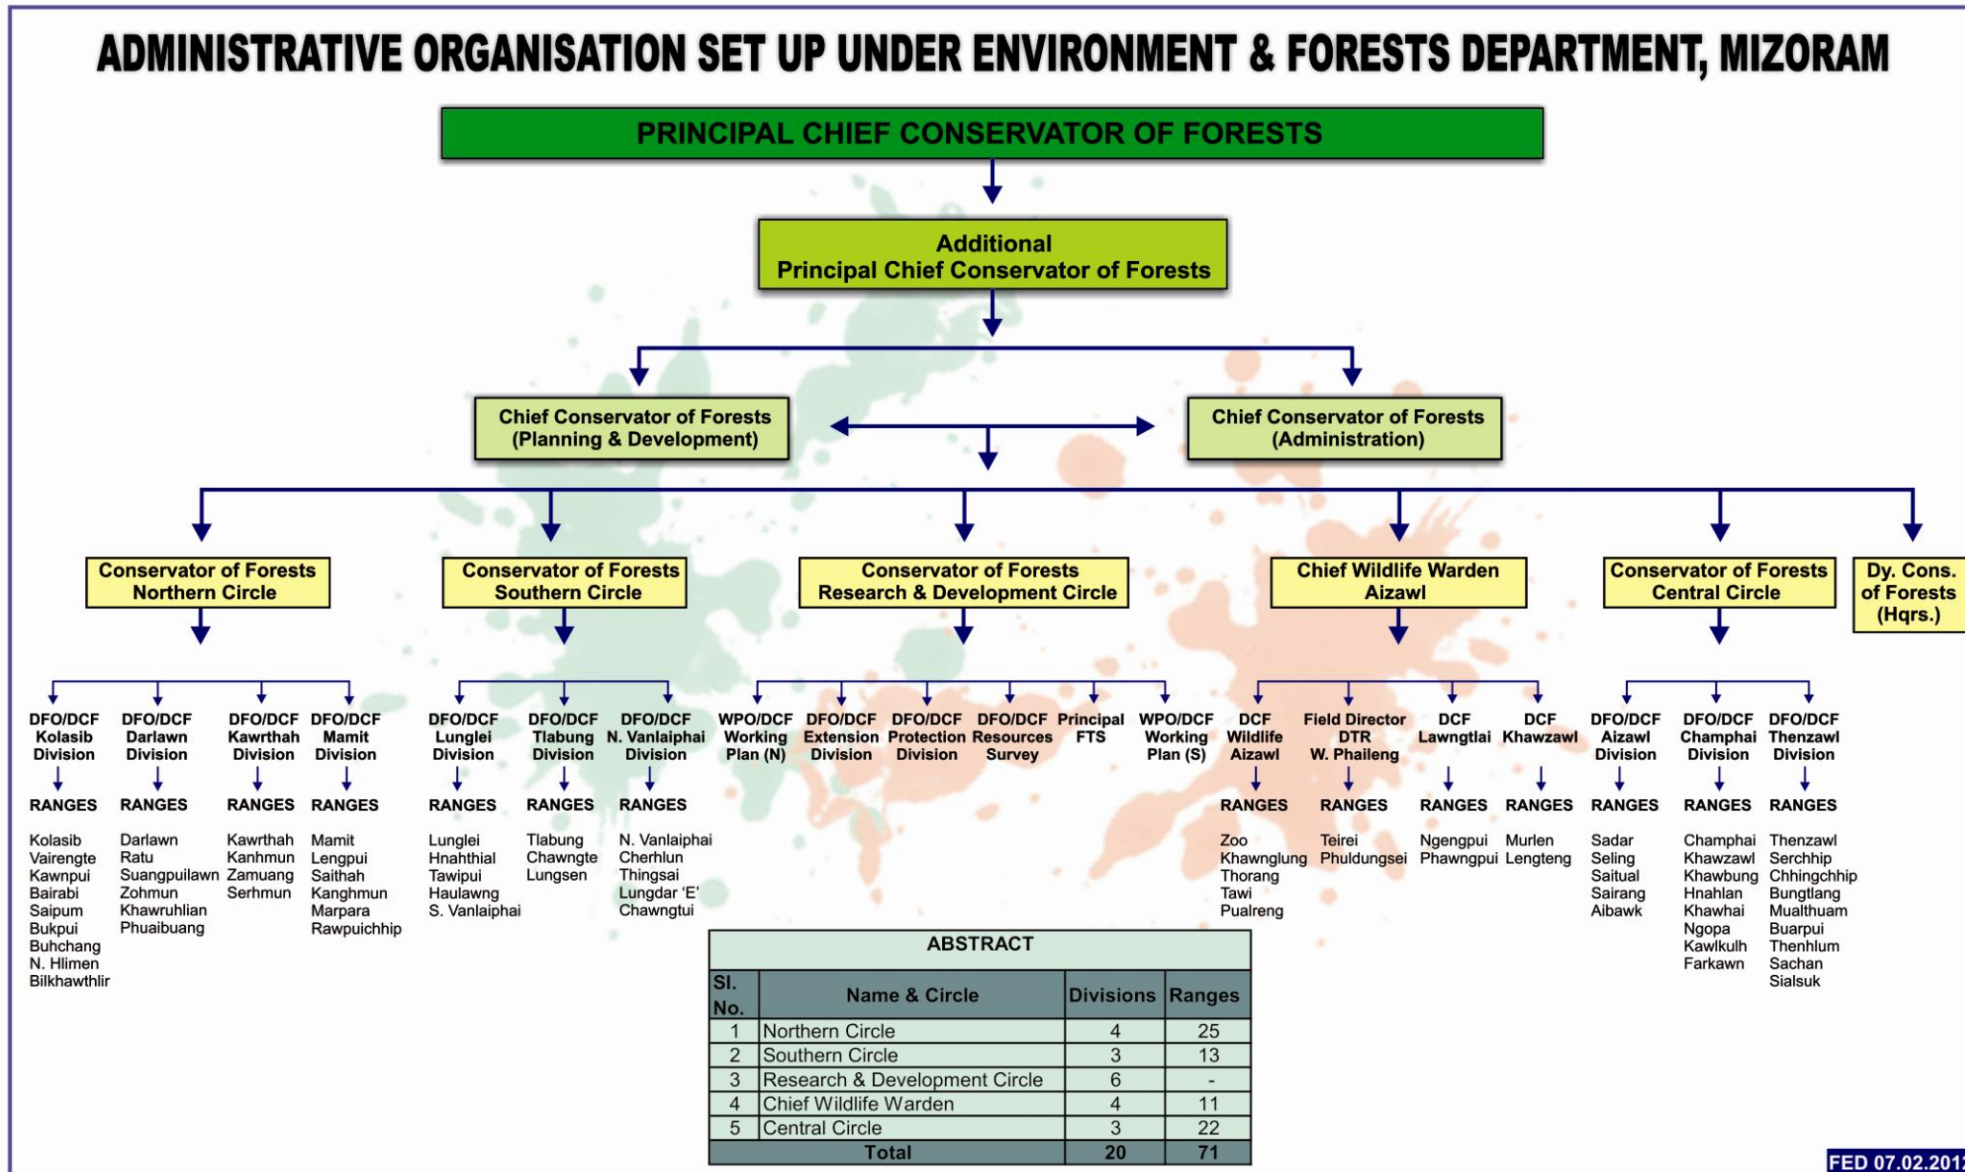 ADMINISTRATIVE ORGANISATION SET UP UNDER ENVIRONMENT & FORESTS DEPARTMENT, MIZORAM
PRINCIPAL CHIEF CONSERVATOR OF FORESTS
Additional
Principal Chief Conservator of Forests
Chief Conservator of Forests
(Planning & Development)
Chief Conservator of Forests
(Administration)
Conservator of Forests
Northern Circle
Conservator of Forests
Southern Circle
Conservator of Forests
Research & Development Circle
Chief Wildlife Warden
Aizawl
Conservator of Forests
Central Circle
Dy. Cons.
of Forests
(Hqrs.)
DFO/DCF
Kolasib
Division
RANGES
Kolasib
Vairengte
Kawnpui
Bairabi
Saipum
Bukpui
Buhchang
N. Hlimen
Bilkhawthlir
DFO/DCF
Darlawn
Division
RANGES
Darlawn
Ratu
Suangpuilawn
Zohmun
Khawruhlian
Phuaibuang
DFO/DCF
Kawrthah
Division
RANGES
Kawrthah
Kanhmun
Zamuang
Serhmun
DFO/DCF
Mamit
Division
RANGES
Mamit
Lengpui
Saithah
Kanghmun
Marpara
Rawpuichhip
DFO/DCF
Lunglei
Division
RANGES
Lunglei
Hnahthial
Tawipui
Haulawng
S. Vanlaiphai
DFO/DCF
Tlabung
Division
RANGES
Tlabung
Chawngte
Lungsen
DFO/DCF
N. Vanlaiphai
Division
RANGES
N. Vanlaiphai
Cherhlun
Thingsai
Lungdar ‘E’
Chawngtui
WPO/DCF
Working
Plan (N)
DFO/DCF
Extension
Division
DFO/DCF
Protection
Division
DFO/DCF
Resources
Survey
Principal
FTS
WPO/DCF
Working
Plan (S)
DCF
Wildlife
Aizawl
RANGES
Zoo
Khawnglung
Thorang
Tawi
Pualreng
Field Director
DTR
W. Phaileng
RANGES
Teirei
Phuldungsei
DCF
Lawngtlai
RANGES
Ngengpui
Phawngpui
DCF
Khawzawl
RANGES
Murlen
Lengteng
DFO/DCF
Aizawl
Division
RANGES
Sadar
Seling
Saitual
Sairang
Aibawk
DFO/DCF
Champhai
Division
RANGES
Champhai
Khawzawl
Khawbung
Hnahlan
Khawhai
Ngopa
Kawlkulh
Farkawn
DFO/DCF
Thenzawl
Division
RANGES
Thenzawl
Serchhip
Chhingchhip
Bungtlang
Mualthuam
Buarpui
Thenhlum
Sachan
Sialsuk
ABSTRACT
Sl. No. Name & Circle Divisions Ranges
1 Northern Circle 4 25
2 Southern Circle 3 13
3 Research & Development Circle 6 -
4 Chief Wildlife Warden 4 11
5 Central Circle 3 22
Total 20 71
FED 07.02.2012